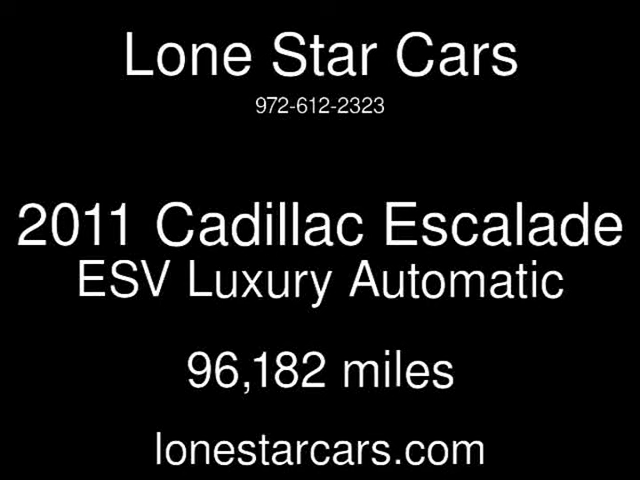 Lone Star Cars
972-612-2323
2011 Cadillac Escalade
ESV Luxury Automatic
96,182 miles
lonestarcars.com